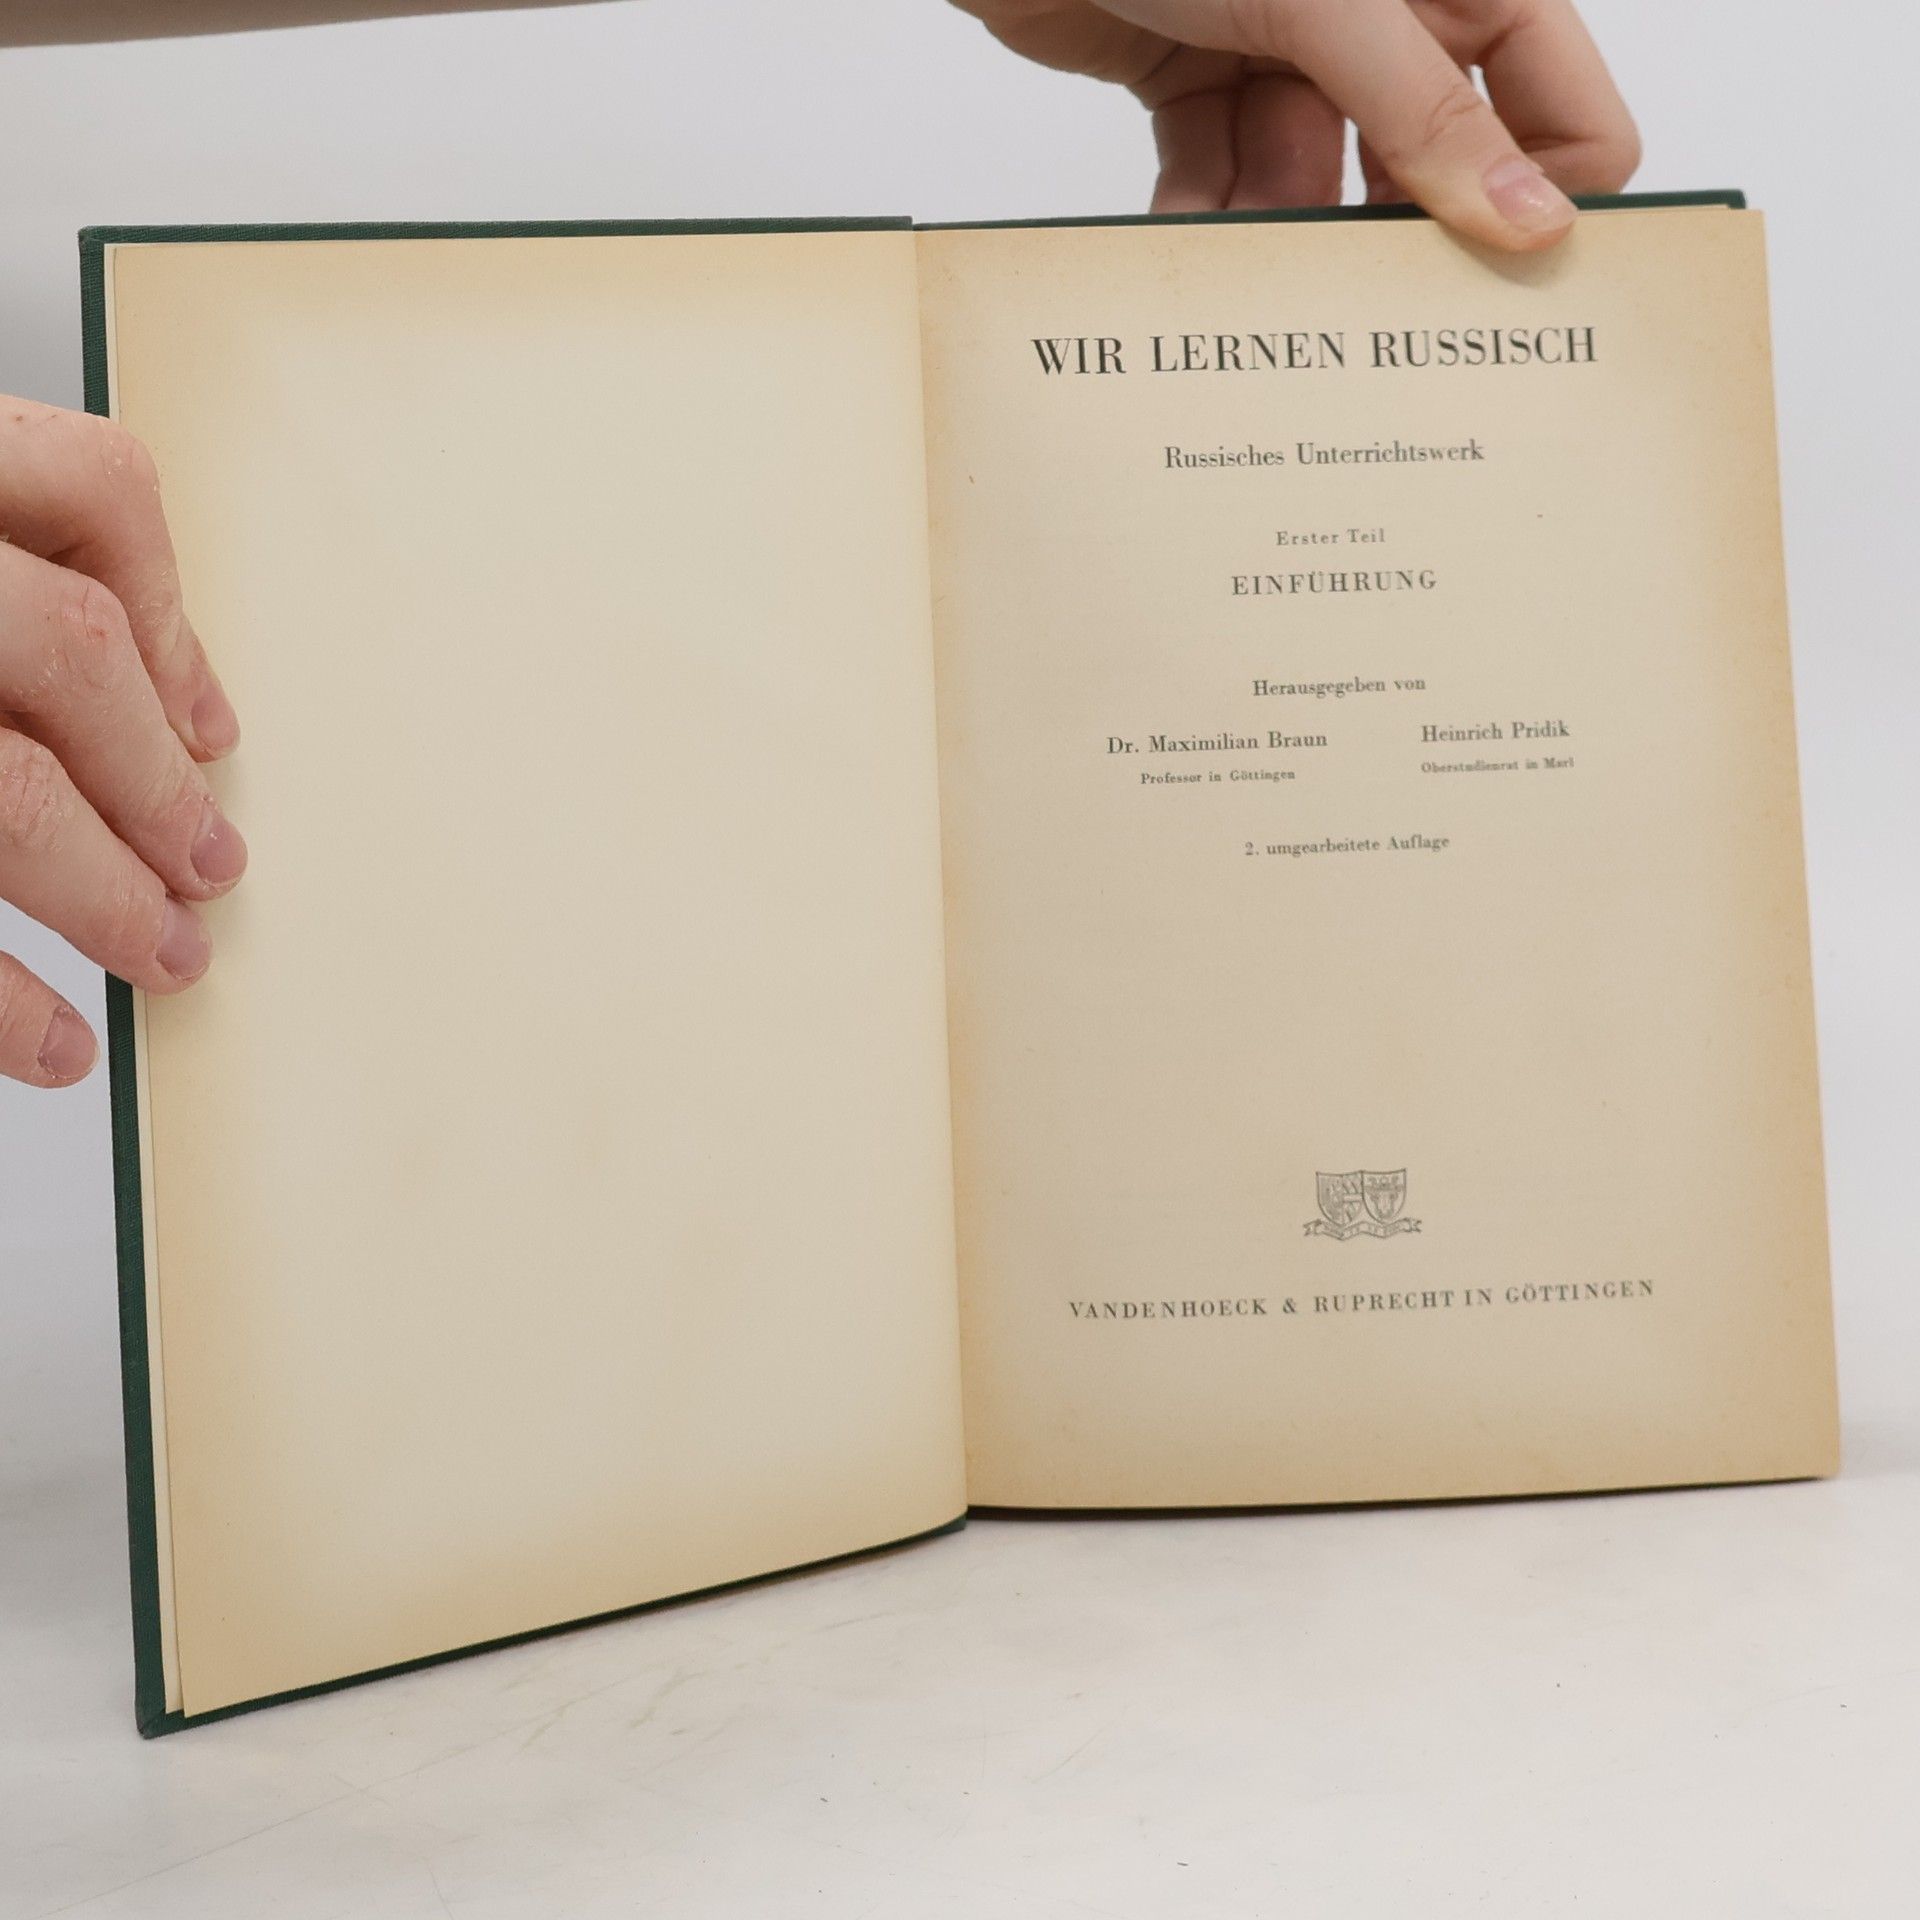 WIR LERNEN RUSSISCH
Russisches Unterrichtswerk
Erster Teil
EINFÜHRUNG
Herausgegeben von
Dr. Maximilian Braun
Professor in Göttingen
Heinrich Pridik
Oberstudienrat in Marl
2. umgearbeitete Auflage
VANDENHOECK & RUPRECHT IN GÖTTINGEN